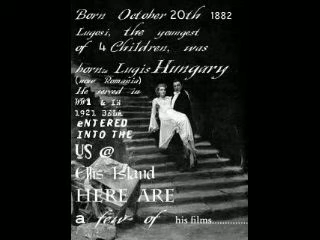 Born October 20th 1882
Lugosi, the youngest
of 4 Children, was
born in Lugis Hungary
(now Romania)
He served in
WW1 & in
1921 Bela
eNTERED
INTO THE
US @
Ellis Island
HERE ARE
a few of his films..............